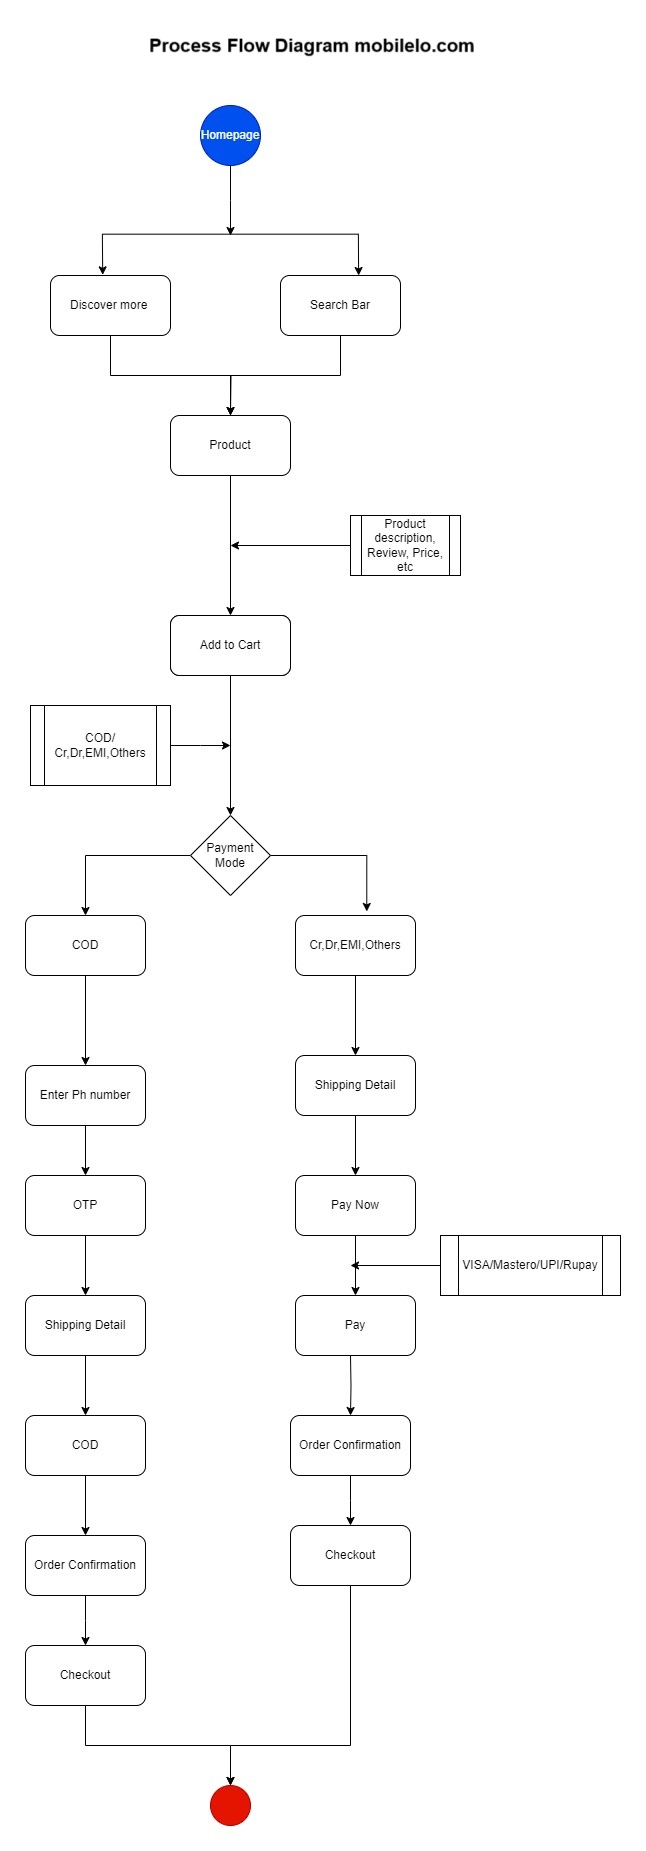 Process Flow Diagram mobilelo.com
Homepage
Discover more
Search Bar
Product
Product
description,
Review, Price,
etc
Add to Cart
COD/
Cr,Dr,EMI,Others
Payment
Mode
COD
Cr,Dr,EMI,Others
Enter Ph number
Shipping Detail
OTP
Pay Now
VISA/Mastero/UPI/Rupay
Shipping Detail
Pay
COD
Order Confirmation
Order Confirmation
Checkout
Checkout